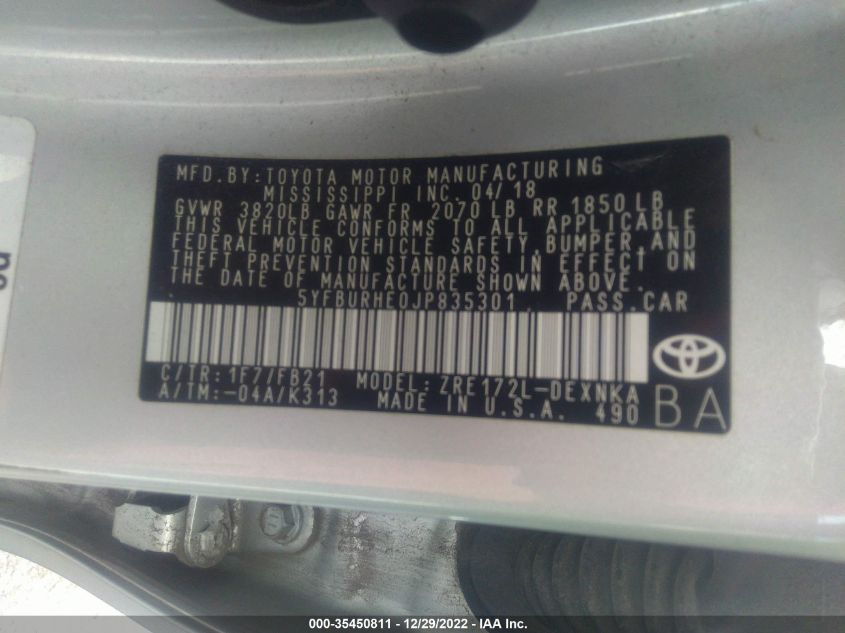 MFD.BY:TOYOTA MOTOR MANUFACTURING
MISSISSIPPI INC. 04/18
GVWR 3820LB GAWR FR 2070 LB RR 1850 LB
THIS VEHICLE CONFORMS TO ALL APPLICABLE
FEDERAL MOTOR VEHICLE SAFETY, BUMPER, AND
THEFT PREVENTION STANDARDS IN EFFECT ON
THE DATE OF MANUFACTURE SHOWN ABOVE.
5YFBURHE0JP835301 PASS.CAR
C/TR:1F7/FB21 MODEL:ZRE172L-DEXNKA
A/TM:-04A/K313 MADE IN U.S.A. 490
BA
000-35450811 - 12/29/2022 - IAA Inc.